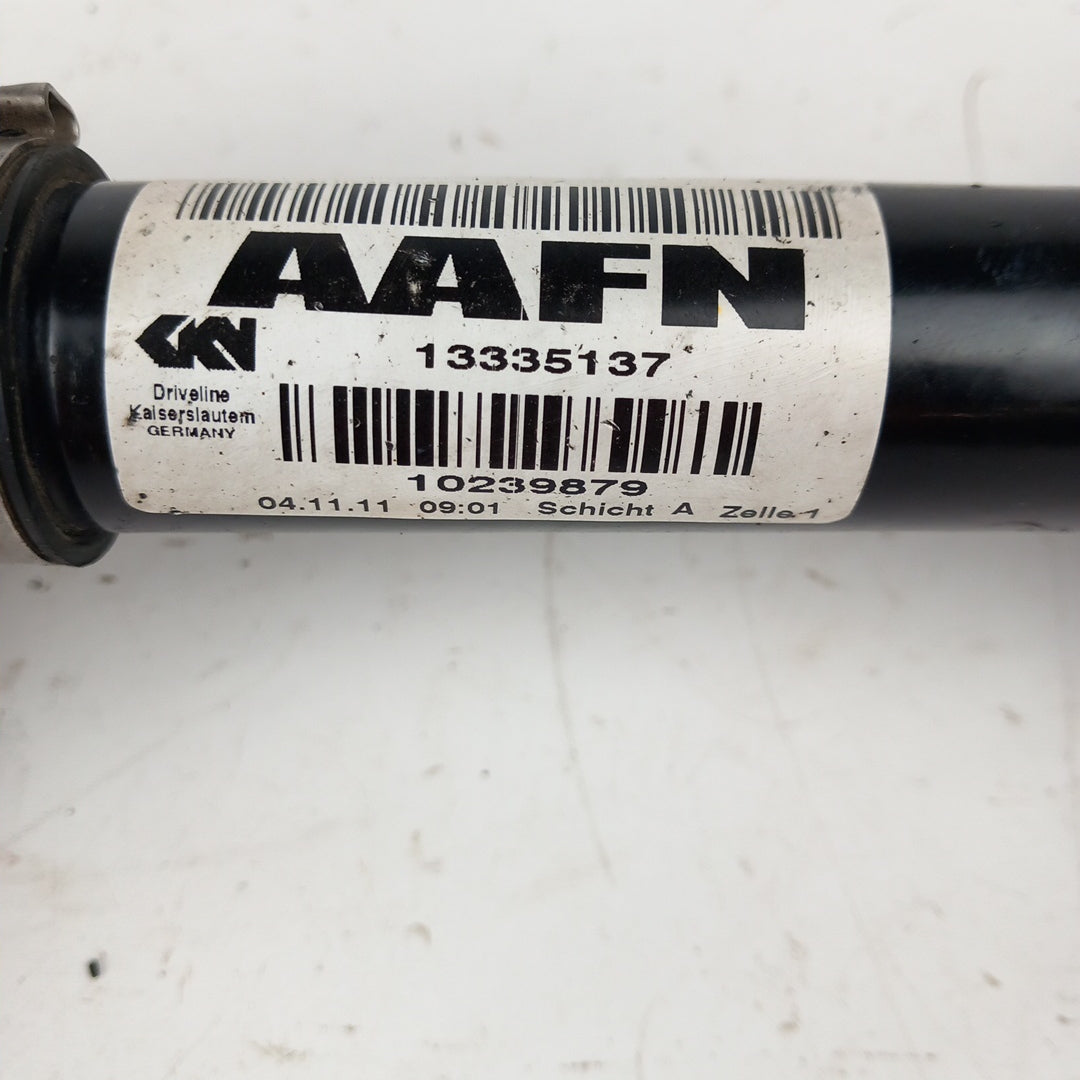 AAFN
GKN
13335137
Driveline
Kaiserslautern
GERMANY
10239879
04.11.11 09:01 Schicht A Zelle 1